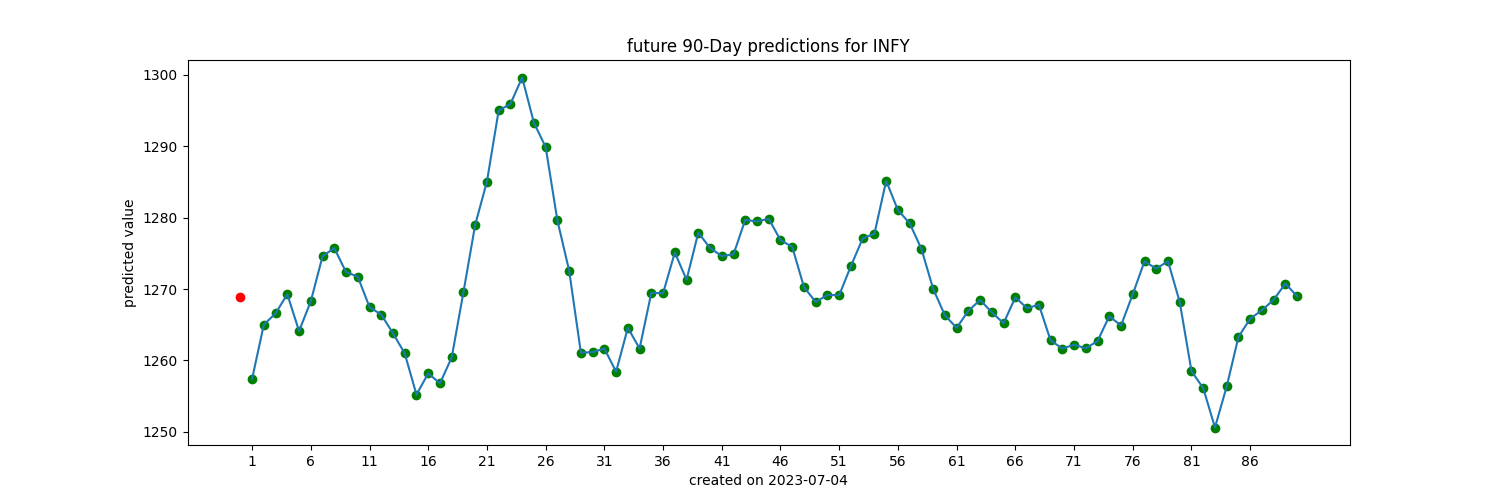 future 90-Day predictions for INFY
1300
1290
1280
1270
1260
1250
predicted value
1 6 11 16 21 26 31 36 41 46 51 56 61 66 71 76 81 86
created on 2023-07-04